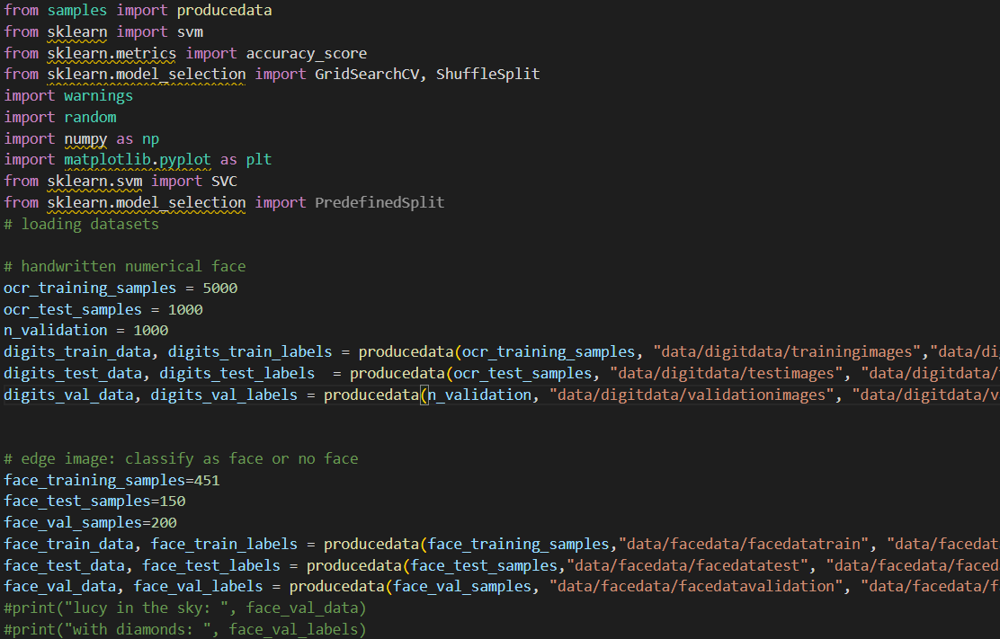 from samples import producedata
from sklearn import svm
from sklearn.metrics import accuracy_score
from sklearn.model_selection import GridSearchCV, ShuffleSplit
import warnings
import random
import numpy as np
import matplotlib.pyplot as plt
from sklearn.svm import SVC
from sklearn.model_selection import PredefinedSplit
# loading datasets
# handwritten numerical face
ocr_training_samples = 5000
ocr_test_samples = 1000
n_validation = 1000
digits_train_data, digits_train_labels = producedata(ocr_training_samples, "data/digitdata/trainingimages","data/di
digits_test_data, digits_test_labels  = producedata(ocr_test_samples, "data/digitdata/testimages", "data/digitdata/
digits_val_data, digits_val_labels = producedata(n_validation, "data/digitdata/validationimages", "data/digitdata/v
# edge image: classify as face or no face
face_training_samples=451
face_test_samples=150
face_val_samples=200
face_train_data, face_train_labels = producedata(face_training_samples,"data/facedata/facedatatrain", "data/facedat
face_test_data, face_test_labels = producedata(face_test_samples,"data/facedata/facedatatest", "data/facedata/faced
face_val_data, face_val_labels = producedata(face_val_samples, "data/facedata/facedatavalidation", "data/facedata/f
#print("lucy in the sky: ", face_val_data)
#print("with diamonds: ", face_val_labels)